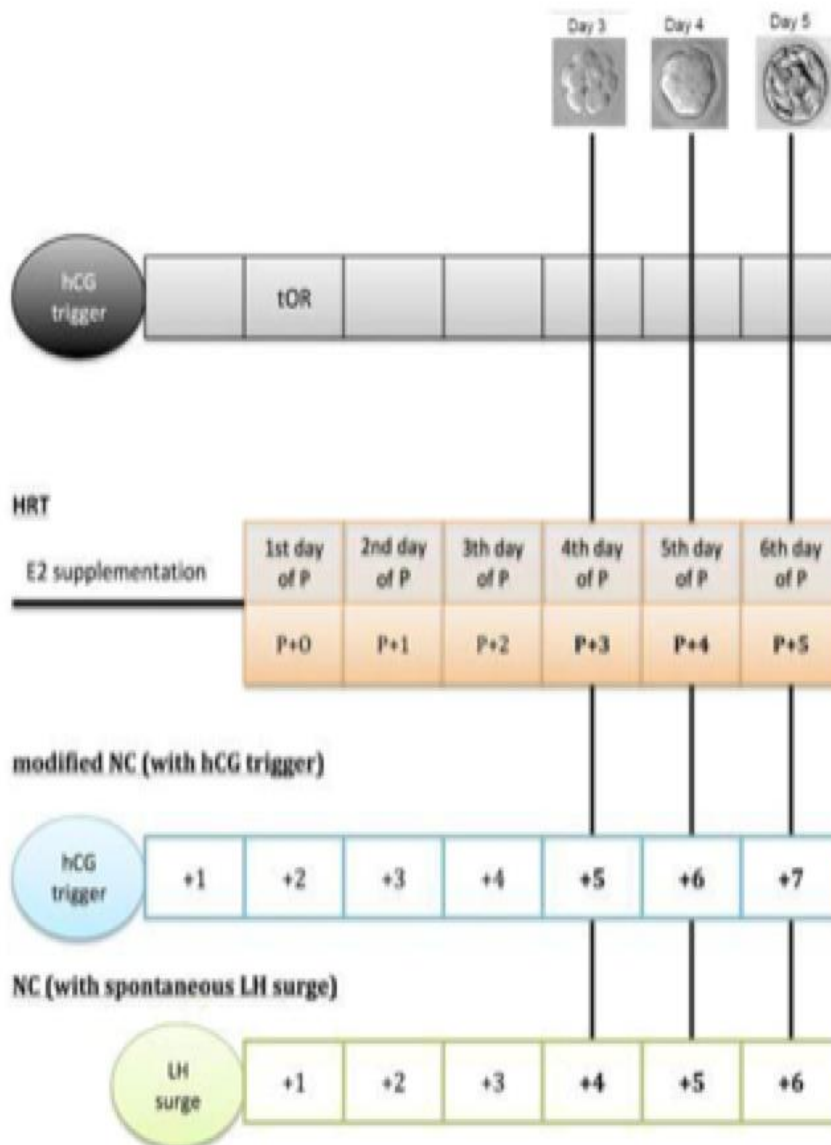 Day 3 Day 4 Day 5
hCG
trigger
tOR
HRT
E2 supplementation
1st day
of P
2nd day
of P
3th day
of P
4th day
of P
5th day
of P
6th day
of P
P+0 P+1 P+2 P+3 P+4 P+5
modified NC (with hCG trigger)
hCG
trigger
+1 +2 +3 +4 +5 +6 +7
NC (with spontaneous LH surge)
LH
surge
+1 +2 +3 +4 +5 +6